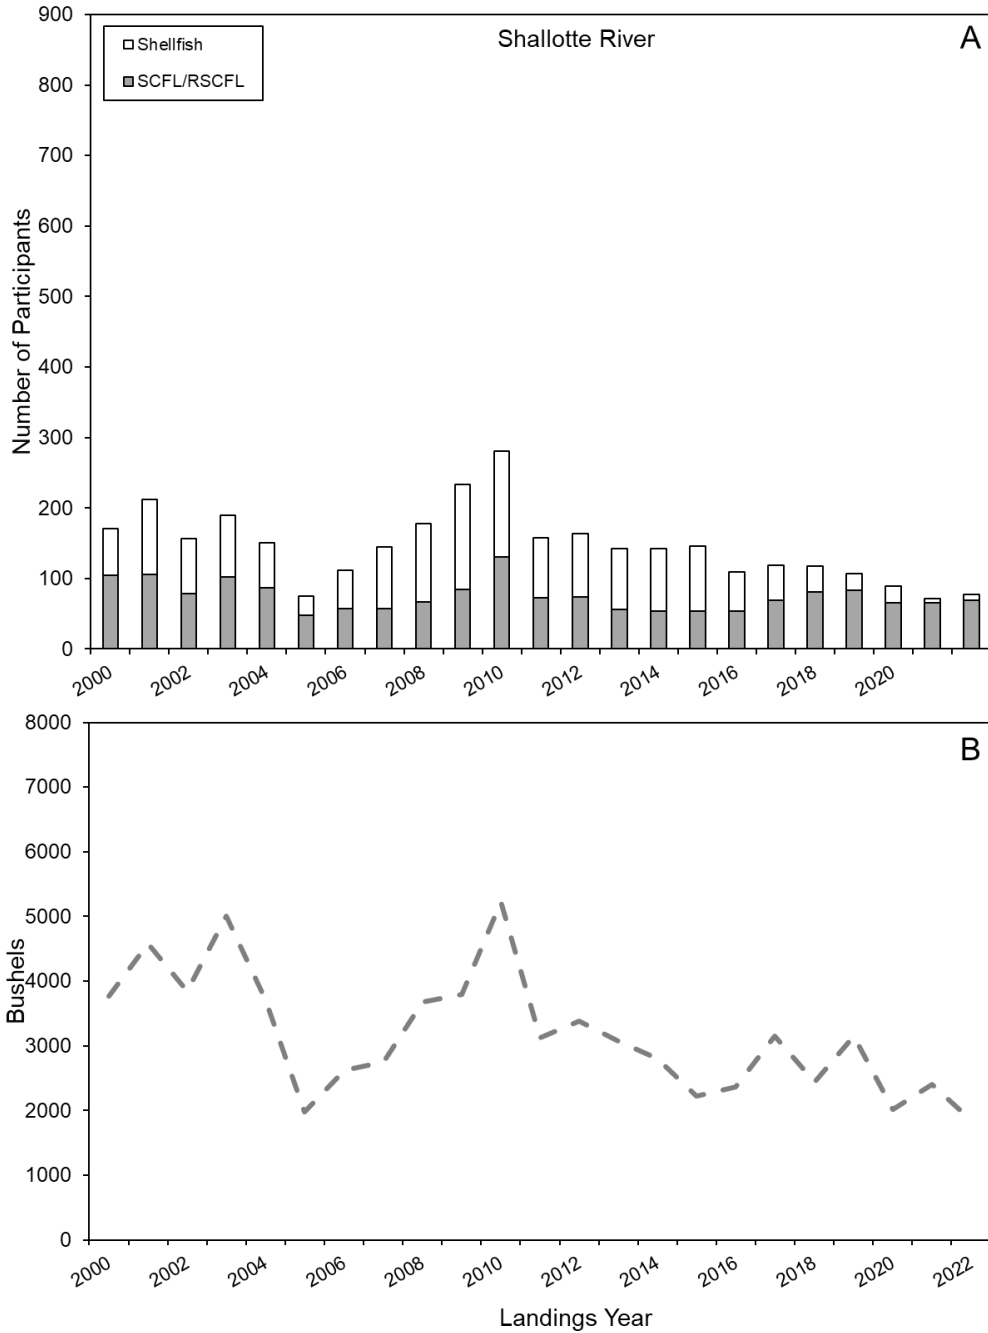 Shallotte River
A
Shellfish
SCFL/RSCFL
Number of Participants
900
800
700
600
500
400
300
200
100
0
2000 2002 2004 2006 2008 2010 2012 2014 2016 2018 2020
B
Bushels
8000
7000
6000
5000
4000
3000
2000
1000
0
2000 2002 2004 2006 2008 2010 2012 2014 2016 2018 2020 2022
Landings Year